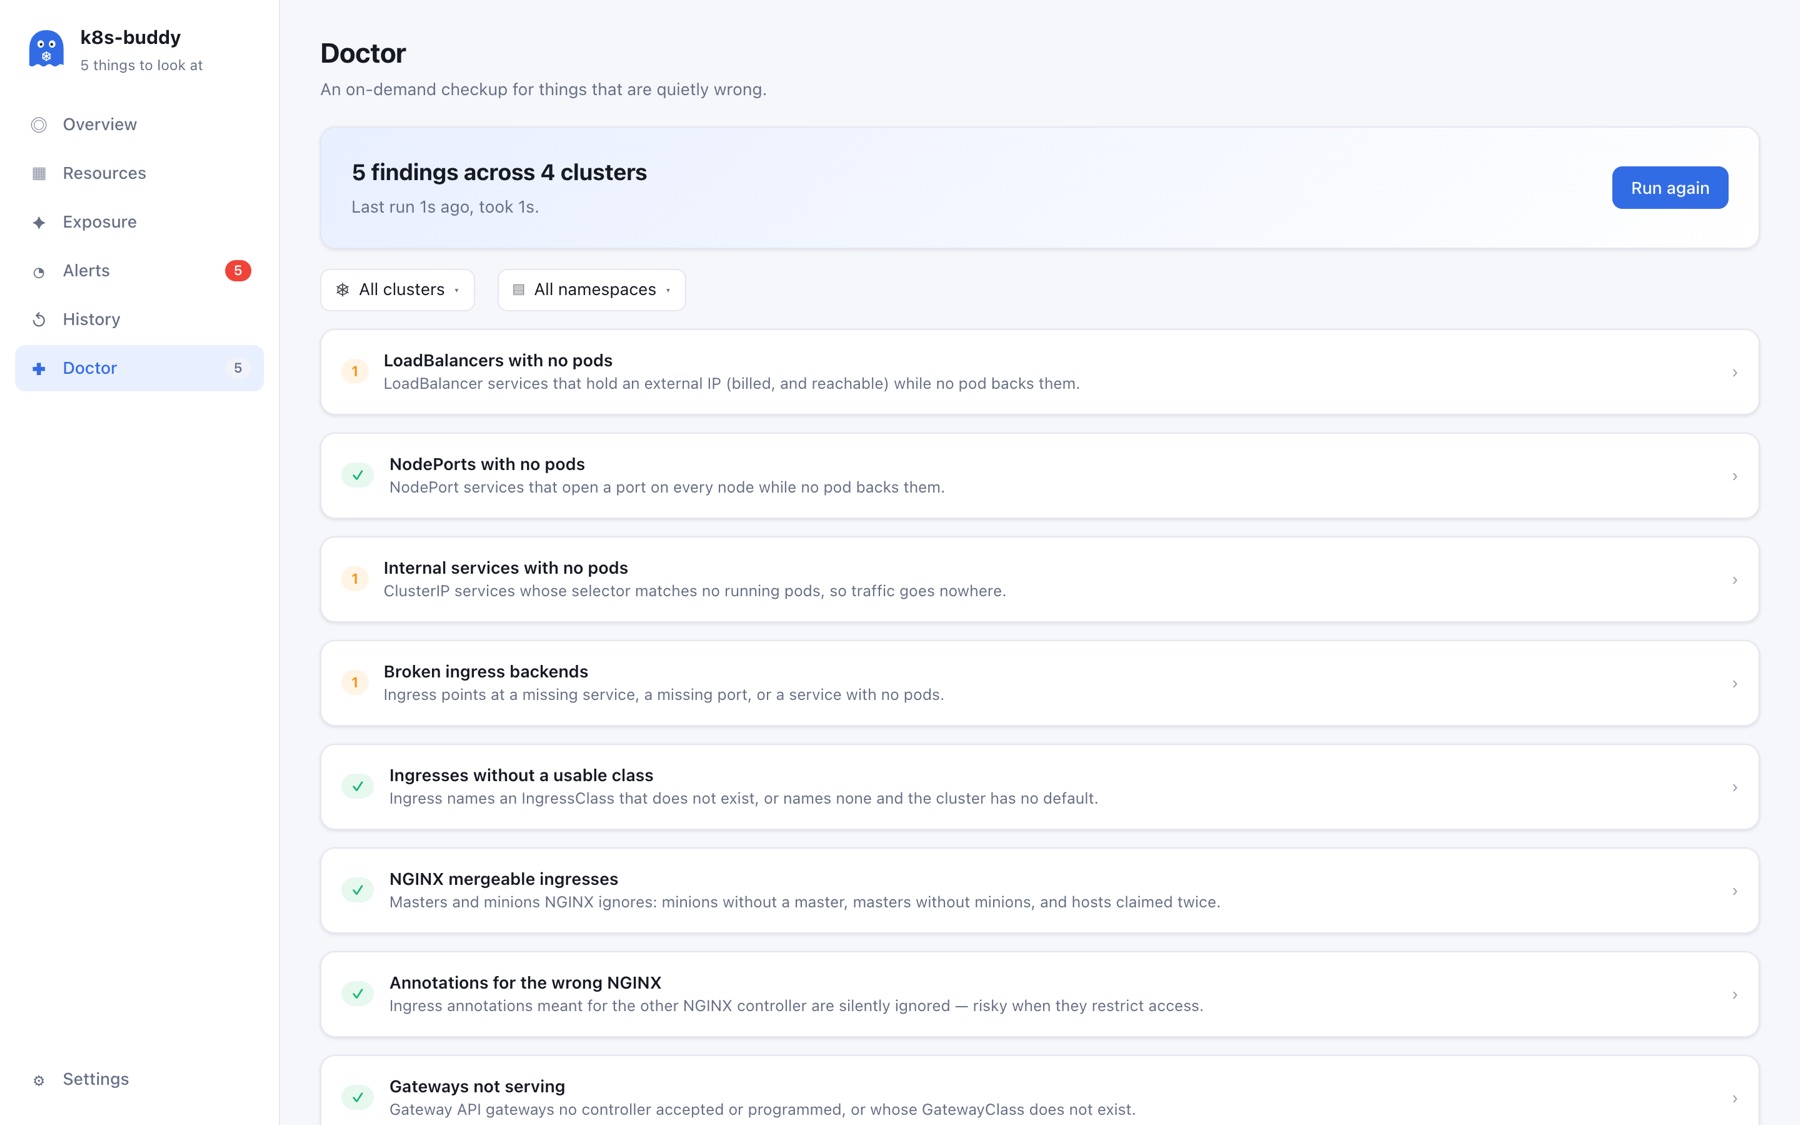 k8s-buddy
5 things to look at
Overview
Resources
Exposure
Alerts 5
History
Doctor 5
Settings
Doctor
An on-demand checkup for things that are quietly wrong.
5 findings across 4 clusters
Last run 1s ago, took 1s.
Run again
All clusters
All namespaces
1
LoadBalancers with no pods
LoadBalancer services that hold an external IP (billed, and reachable) while no pod backs them.
NodePorts with no pods
NodePort services that open a port on every node while no pod backs them.
1
Internal services with no pods
ClusterIP services whose selector matches no running pods, so traffic goes nowhere.
1
Broken ingress backends
Ingress points at a missing service, a missing port, or a service with no pods.
Ingresses without a usable class
Ingress names an IngressClass that does not exist, or names none and the cluster has no default.
NGINX mergeable ingresses
Masters and minions NGINX ignores: minions without a master, masters without minions, and hosts claimed twice.
Annotations for the wrong NGINX
Ingress annotations meant for the other NGINX controller are silently ignored — risky when they restrict access.
Gateways not serving
Gateway API gateways no controller accepted or programmed, or whose GatewayClass does not exist.